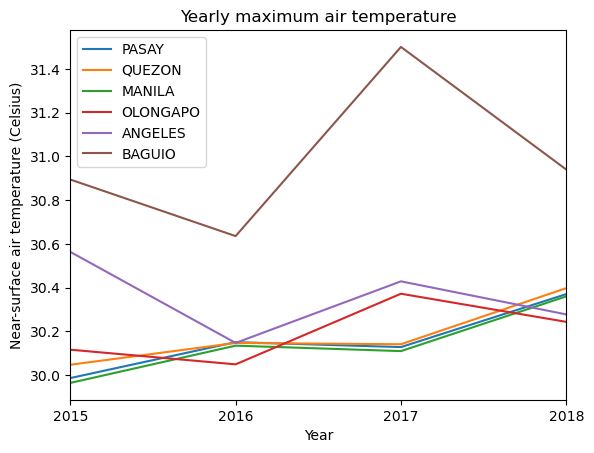 Yearly maximum air temperature
Near-surface air temperature (Celsius)
31.4
31.2
31.0
30.8
30.6
30.4
30.2
30.0
PASAY
QUEZON
MANILA
OLONGAPO
ANGELES
BAGUIO
2015
2016
2017
2018
Year